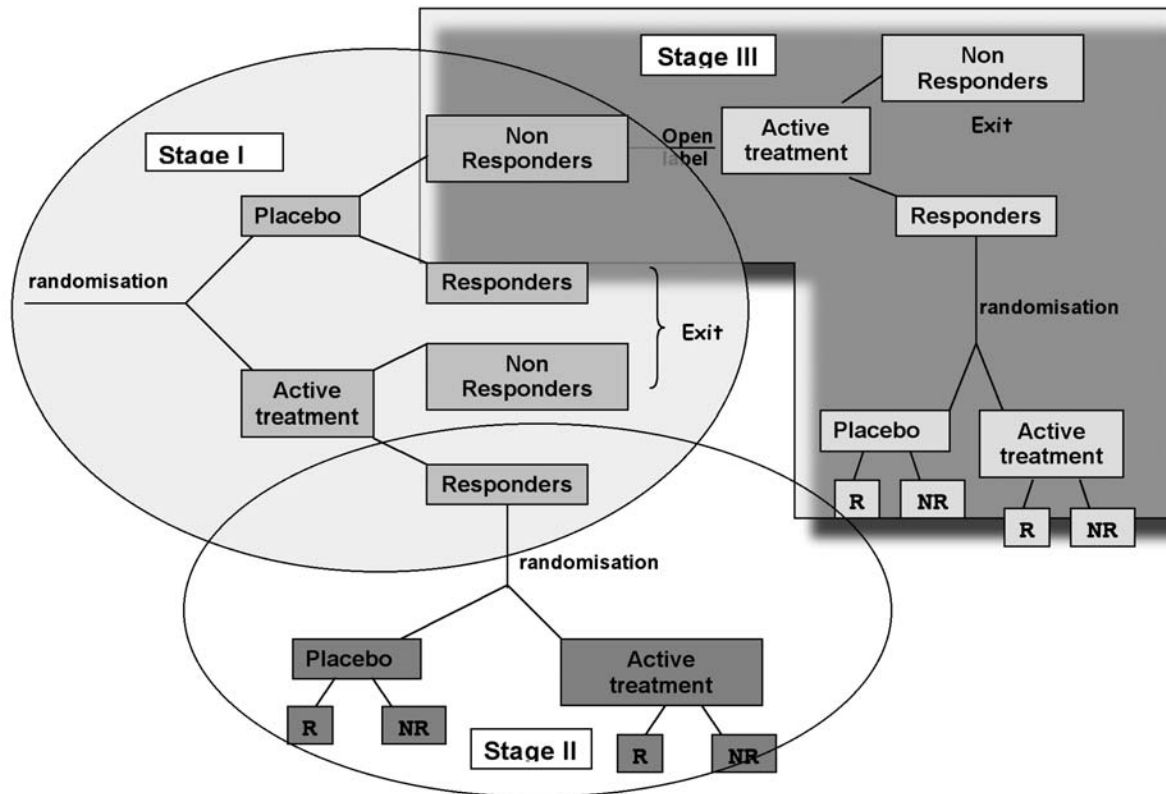 Stage I
randomisation
Placebo
Non
Responders
Responders
Active
treatment
Non
Responders
Exit
Responders
randomisation
Placebo
R
NR
Active
treatment
R
NR
Stage II
Stage III
Open
label
Active
treatment
Non
Responders
Exit
Responders
randomisation
Placebo
R
NR
Active
treatment
R
NR